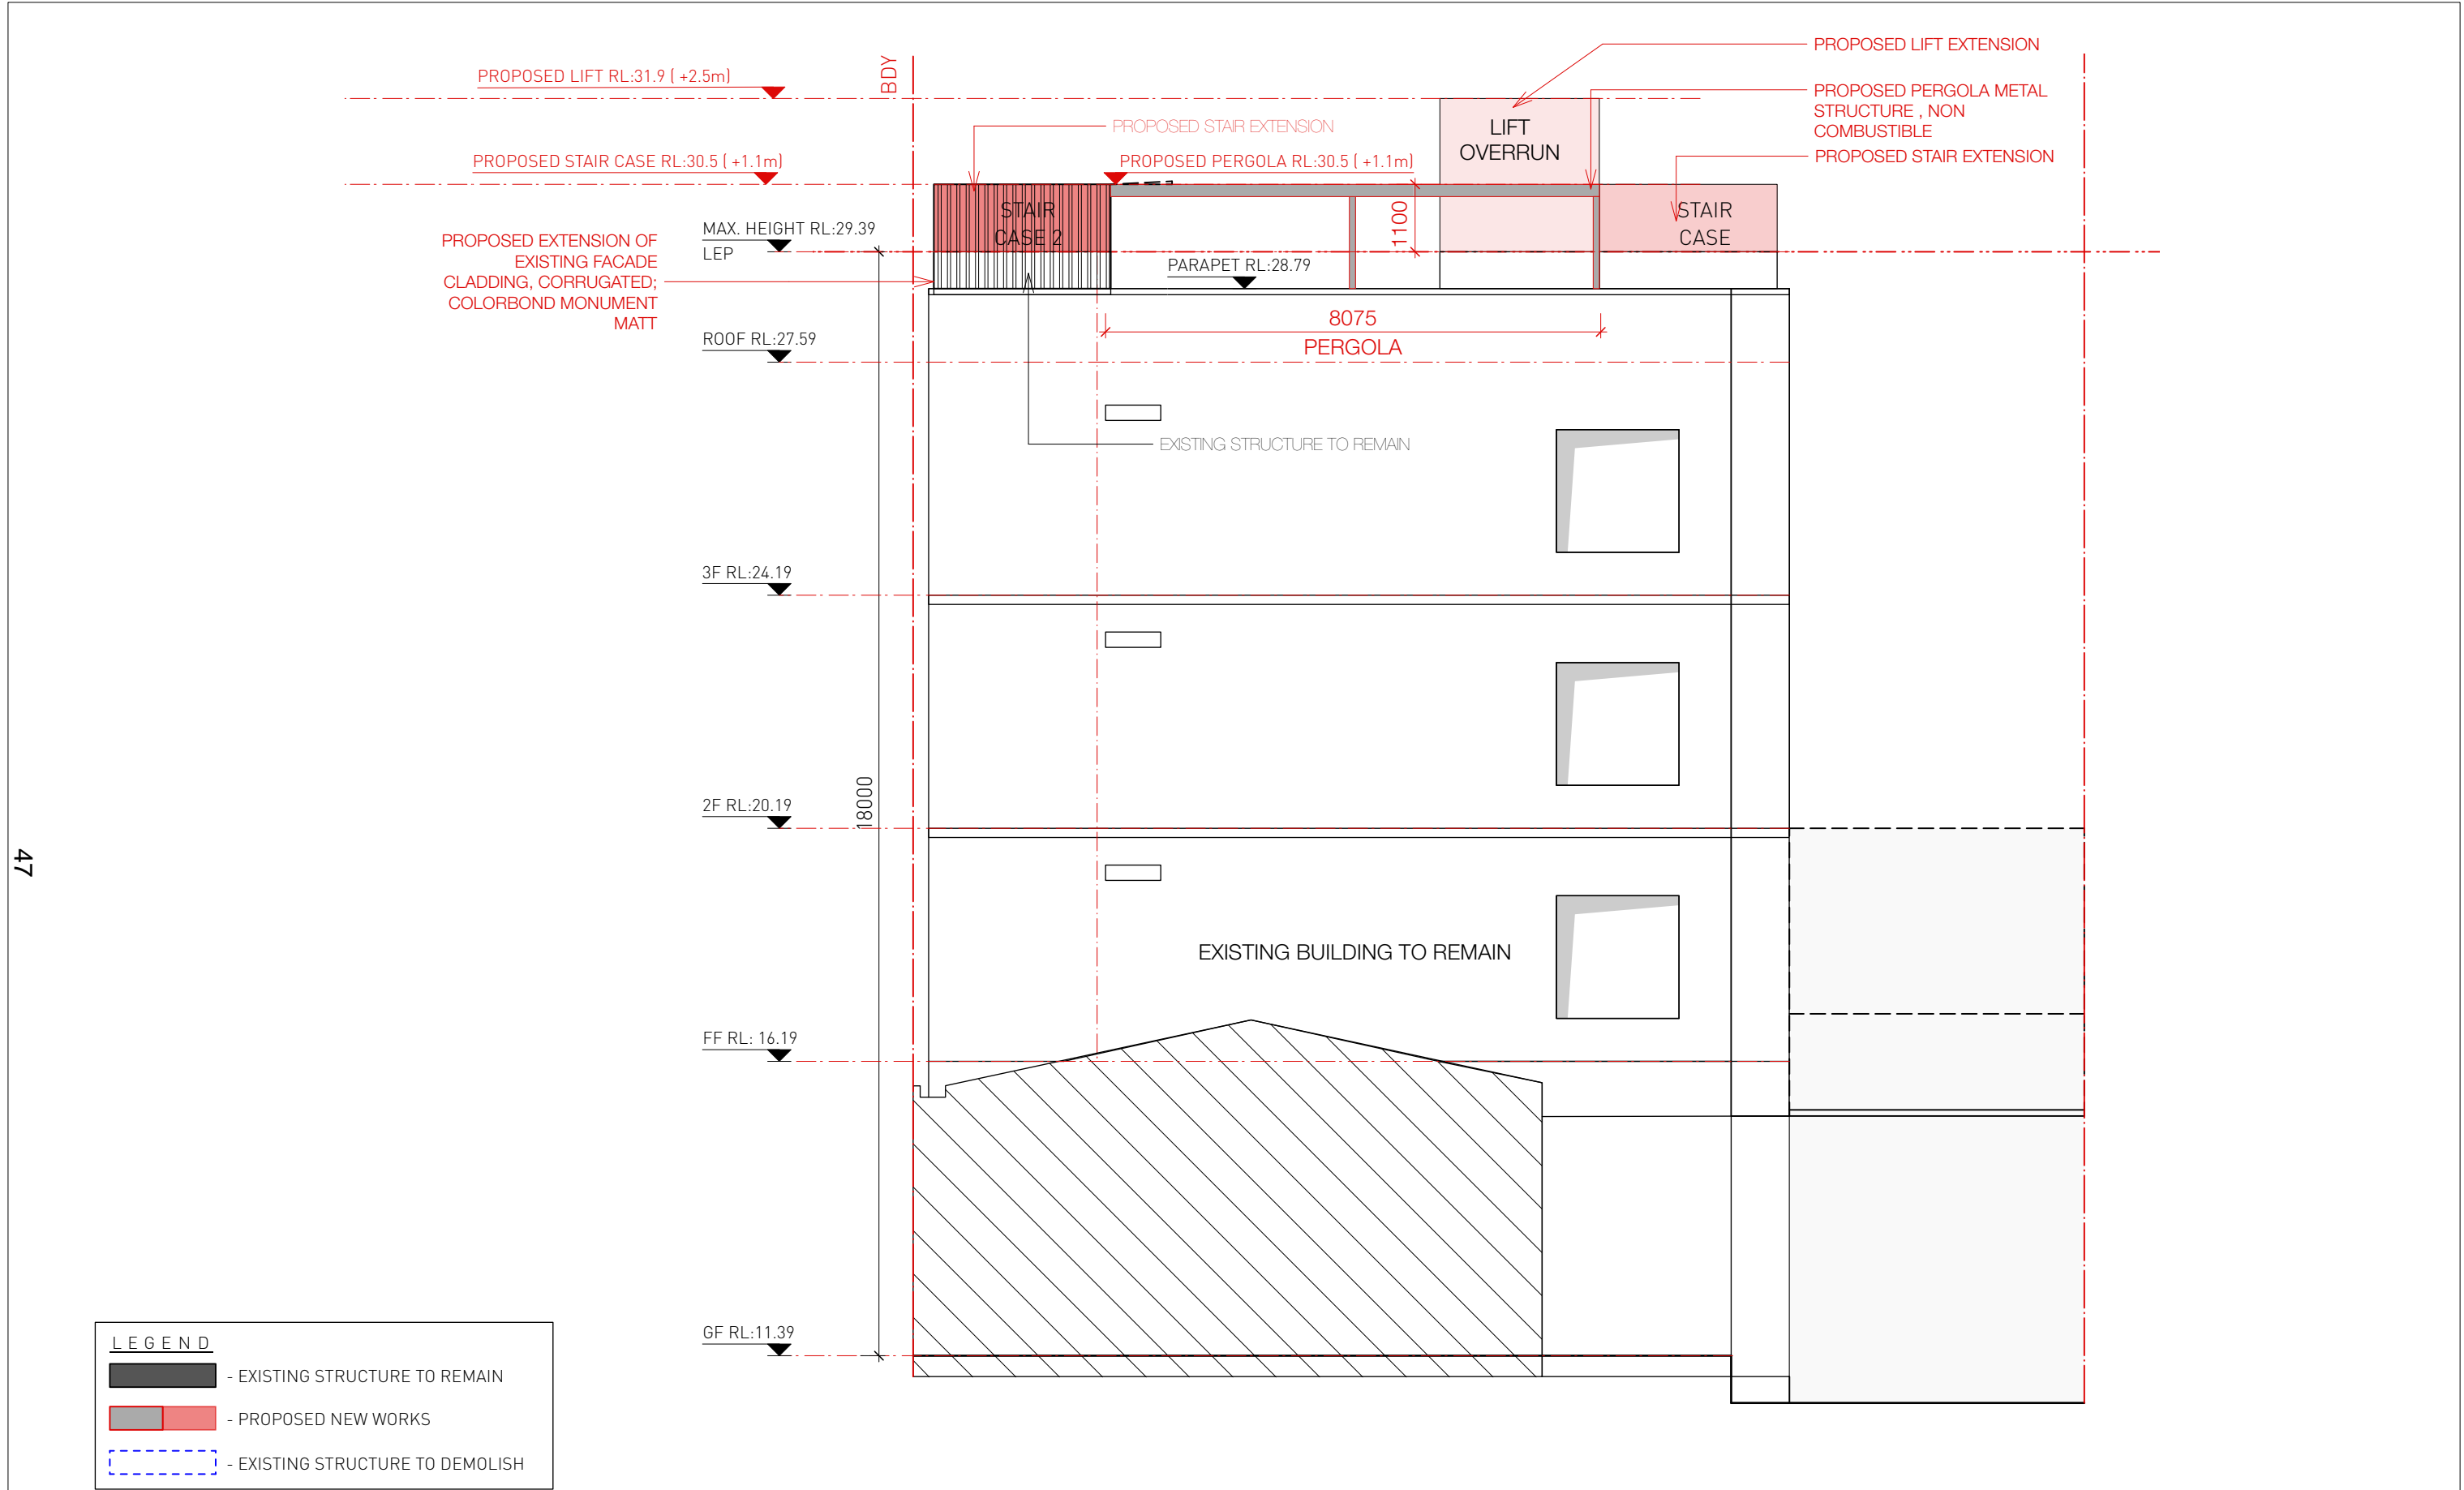 PROPOSED LIFT EXTENSION
BDY
PROPOSED LIFT RL:31.9 ( +2.5m)
PROPOSED PERGOLA METAL
STRUCTURE , NON
COMBUSTIBLE
PROPOSED STAIR EXTENSION
LIFT
OVERRUN
PROPOSED STAIR EXTENSION
PROPOSED STAIR CASE RL:30.5 ( +1.1m)
PROPOSED PERGOLA RL:30.5 ( +1.1m)
STAIR
CASE 2
1100
STAIR
CASE
MAX. HEIGHT RL:29.39
LEP
PROPOSED EXTENSION OF
EXISTING FACADE
CLADDING, CORRUGATED;
COLORBOND MONUMENT
MATT
PARAPET RL:28.79
8075
PERGOLA
ROOF RL:27.59
EXISTING STRUCTURE TO REMAIN
3F RL:24.19
2F RL:20.19
18000
47
EXISTING BUILDING TO REMAIN
FF RL: 16.19
GF RL:11.39
LEGEND
- EXISTING STRUCTURE TO REMAIN
- PROPOSED NEW WORKS
- EXISTING STRUCTURE TO DEMOLISH